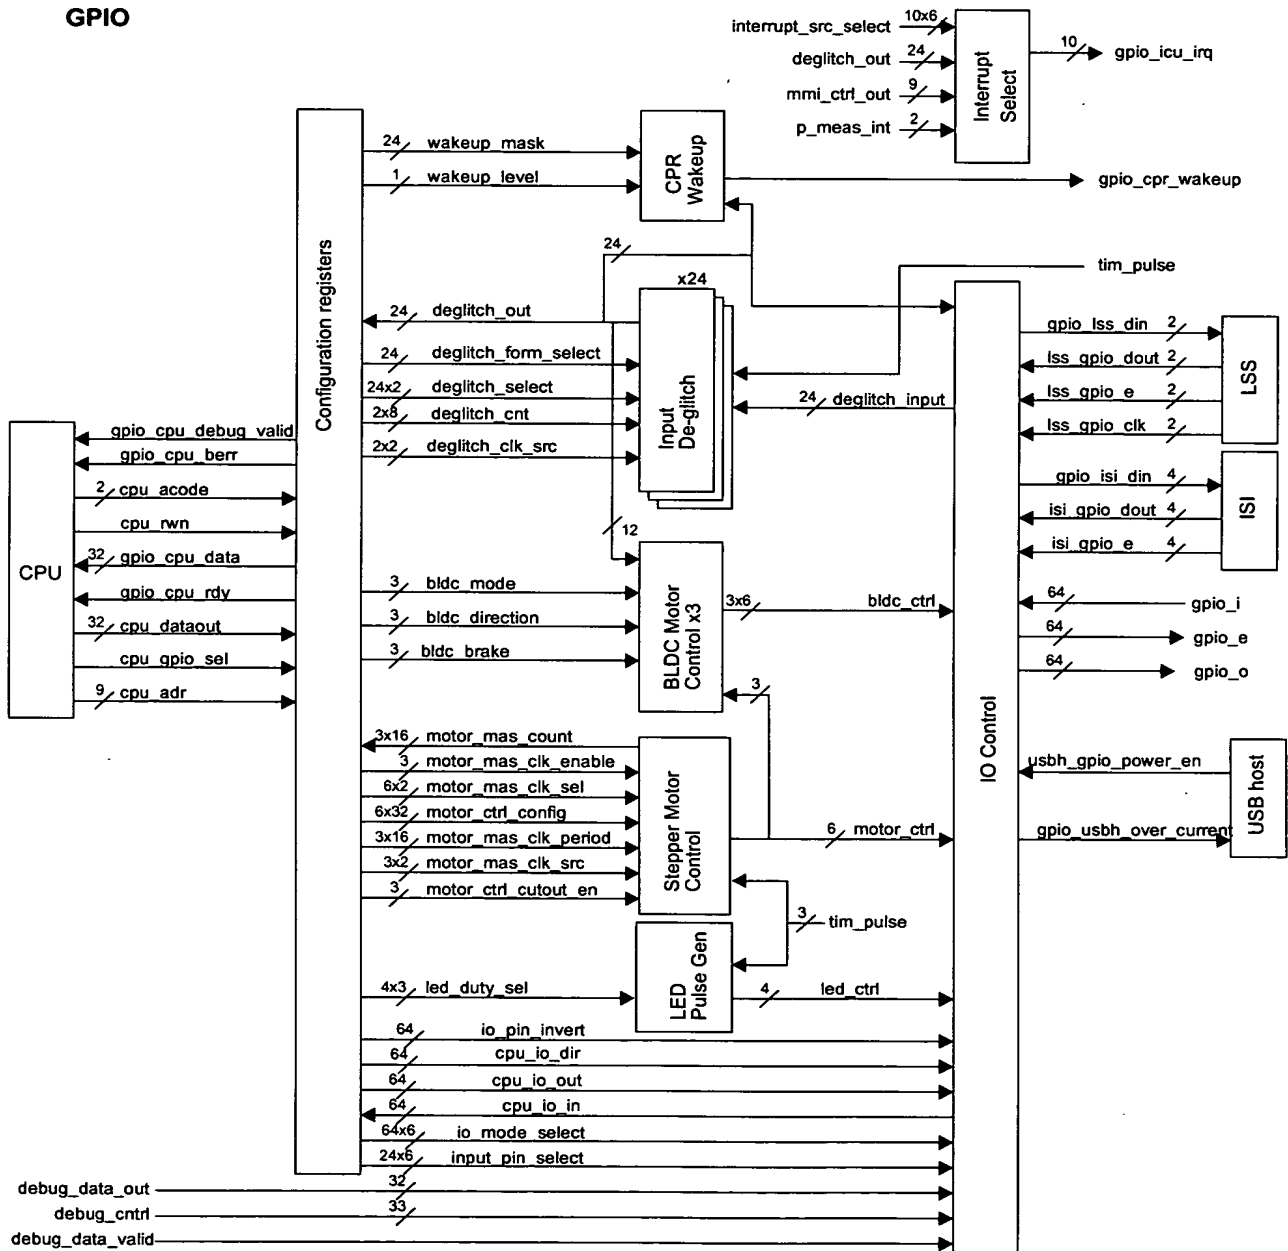 GPIO
interrupt_src_select
10x6
deglitch_out
24
mmi_ctrl_out
9
p_meas_int
2
Interrupt
Select
10
gpio_icu_irq
Configuration registers
24
wakeup_mask
1
wakeup_level
CPR
Wakeup
gpio_cpr_wakeup
24
x24
tim_pulse
24
deglitch_out
24
deglitch_form_select
24x2
deglitch_select
2x8
deglitch_cnt
2x2
deglitch_clk_src
Input
De-glitch
24
deglitch_input
12
CPU
gpio_cpu_debug_valid
gpio_cpu_berr
2
cpu_acode
cpu_rwn
32
gpio_cpu_data
gpio_cpu_rdy
32
cpu_dataout
cpu_gpio_sel
9
cpu_adr
3
bldc_mode
3
bldc_direction
3
bldc_brake
BLDC Motor
Control x3
3x6
bldc_ctrl
3
3x16
motor_mas_count
3
motor_mas_clk_enable
6x2
motor_mas_clk_sel
6x32
motor_ctrl_config
3x16
motor_mas_clk_period
3x2
motor_mas_clk_src
3
motor_ctrl_cutout_en
Stepper Motor
Control
6
motor_ctrl
3
tim_pulse
4x3
led_duty_sel
LED
Pulse Gen
4
led_ctrl
64
io_pin_invert
64
cpu_io_dir
64
cpu_io_out
64
cpu_io_in
64x6
io_mode_select
24x6
input_pin_select
debug_data_out
32
debug_cntrl
33
debug_data_valid
IO Control
gpio_lss_din
2
lss_gpio_dout
2
lss_gpio_e
2
lss_gpio_clk
2
LSS
gpio_isi_din
4
isi_gpio_dout
4
isi_gpio_e
4
ISI
64
gpio_i
64
gpio_e
64
gpio_o
usbh_gpio_power_en
gpio_usbh_over_current
USB host